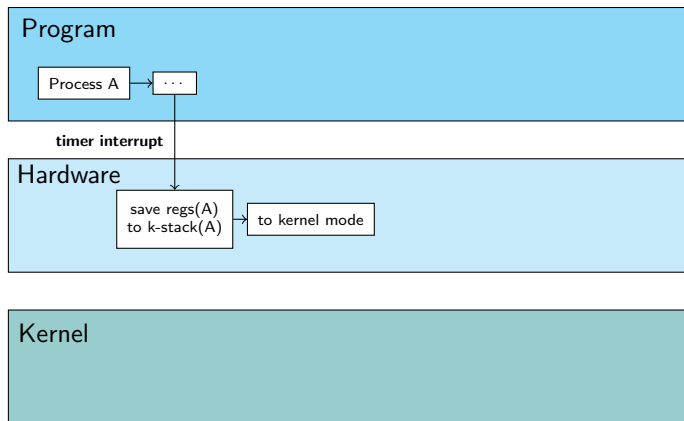 Program
Process A
···
timer interrupt
Hardware
save regs(A)
to k-stack(A)
to kernel mode
Kernel